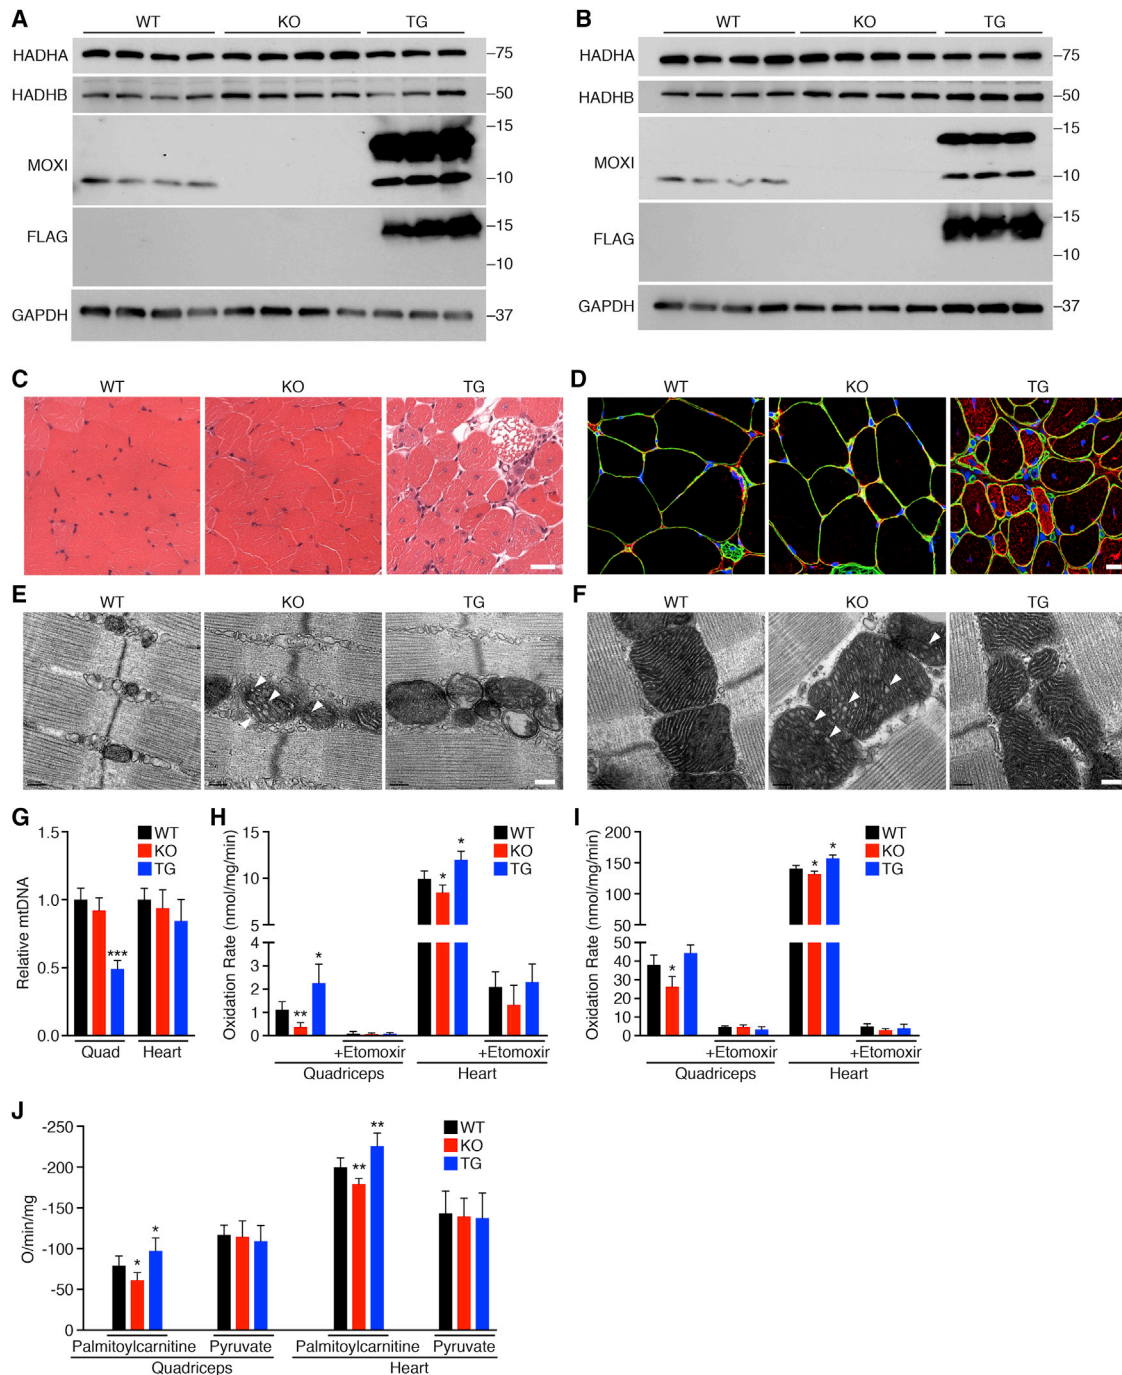 A
WT KO TG
HADHA –75
HADHB –50
MOXI –15
–10
FLAG –15
–10
GAPDH –37
B
WT KO TG
HADHA –75
HADHB –50
MOXI –15
–10
FLAG –15
–10
GAPDH –37
C
WT KO TG
D
WT KO TG
E
WT KO TG
F
WT KO TG
G
Relative mtDNA
1.5
1.0
0.5
0.0
WT
KO
TG
***
Quad Heart
H
Oxidation Rate (nmol/mg/min)
15
10
5
4
3
2
1
0
WT
KO
TG
** * * *
+Etomoxir +Etomoxir
Quadriceps Heart
I
Oxidation Rate (nmol/mg/min)
200
150
100
50
50
40
30
20
10
0
WT
KO
TG
* * *
+Etomoxir +Etomoxir
Quadriceps Heart
J
O/min/mg
-250
-200
-150
-100
-50
0
WT
KO
TG
* * ** **
Palmitoylcarnitine Pyruvate Palmitoylcarnitine Pyruvate
Quadriceps Heart